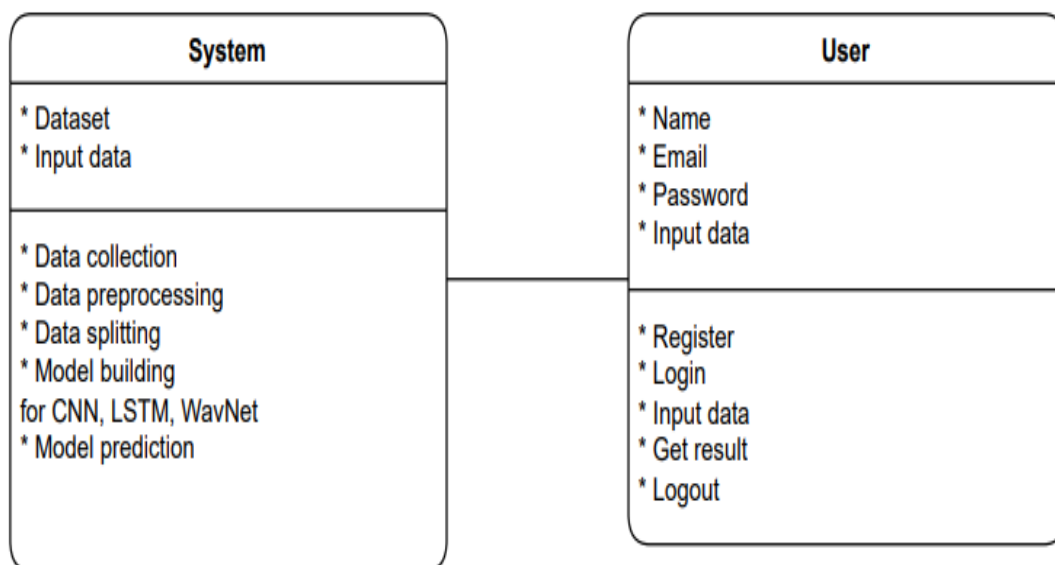 System
* Dataset
* Input data
* Data collection
* Data preprocessing
* Data splitting
* Model building
for CNN, LSTM, WavNet
* Model prediction
User
* Name
* Email
* Password
* Input data
* Register
* Login
* Input data
* Get result
* Logout